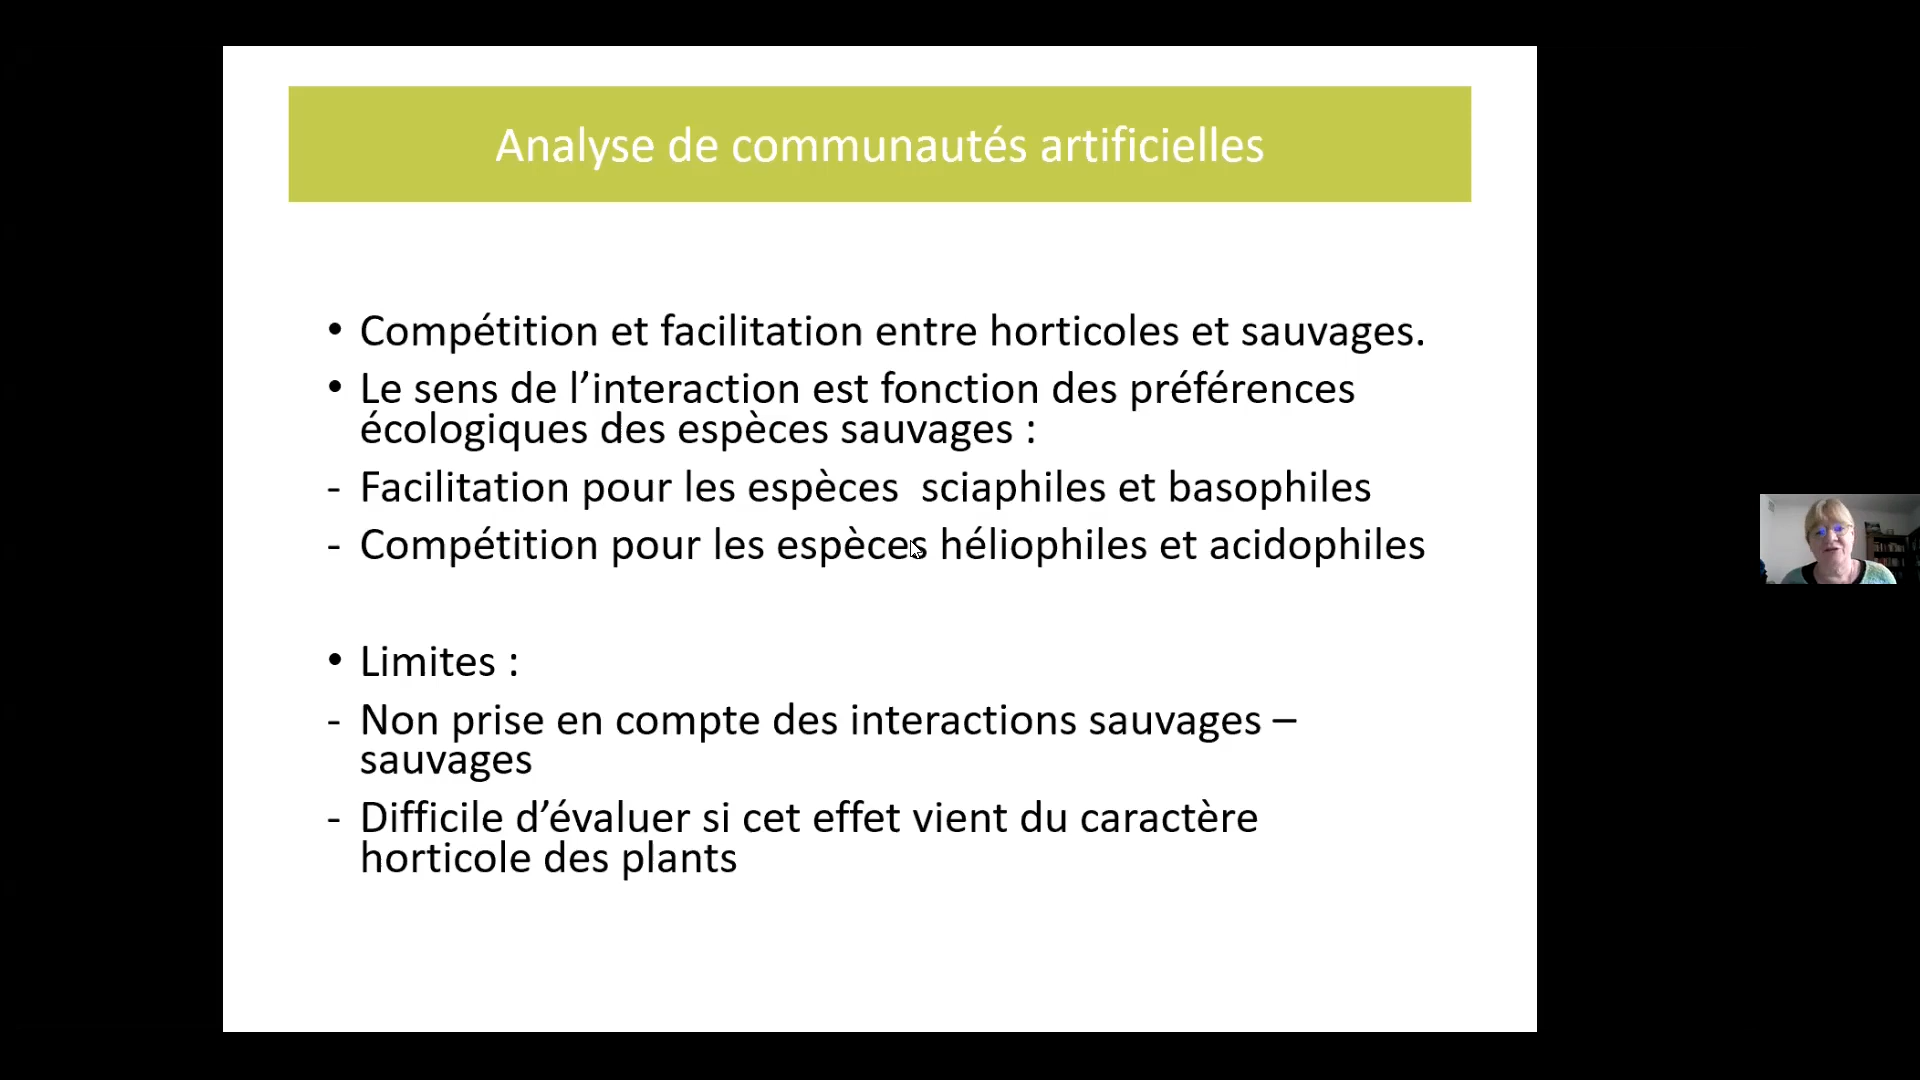 Analyse de communautés artificielles
• Compétition et facilitation entre horticoles et sauvages.
• Le sens de l’interaction est fonction des préférences
écologiques des espèces sauvages :
- Facilitation pour les espèces  sciaphiles et basophiles
- Compétition pour les espèces héliophiles et acidophiles
• Limites :
- Non prise en compte des interactions sauvages –
sauvages
- Difficile d’évaluer si cet effet vient du caractère
horticole des plants